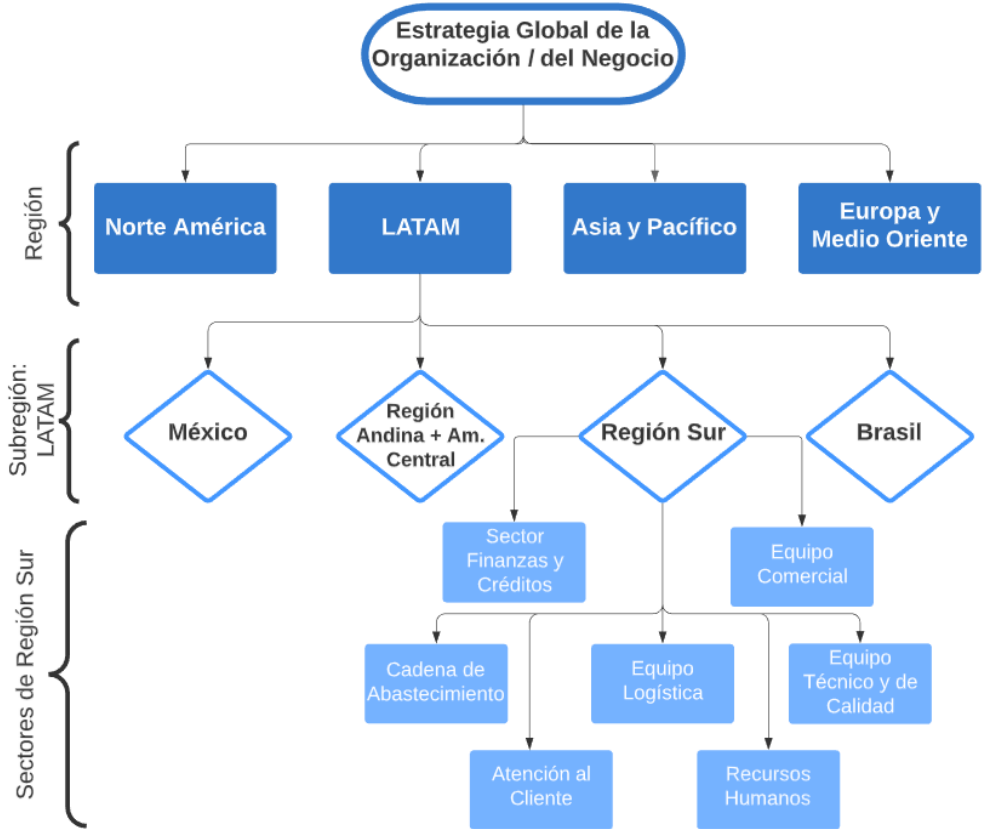 Estrategia Global de la
Organización / del Negocio
Región
Norte América
LATAM
Asia y Pacífico
Europa y
Medio Oriente
Subregión:
LATAM
México
Región
Andina + Am.
Central
Región Sur
Brasil
Sectores de Región Sur
Sector
Finanzas y
Créditos
Equipo
Comercial
Cadena de
Abastecimiento
Equipo
Logística
Equipo
Técnico y de
Calidad
Atención al
Cliente
Recursos
Humanos